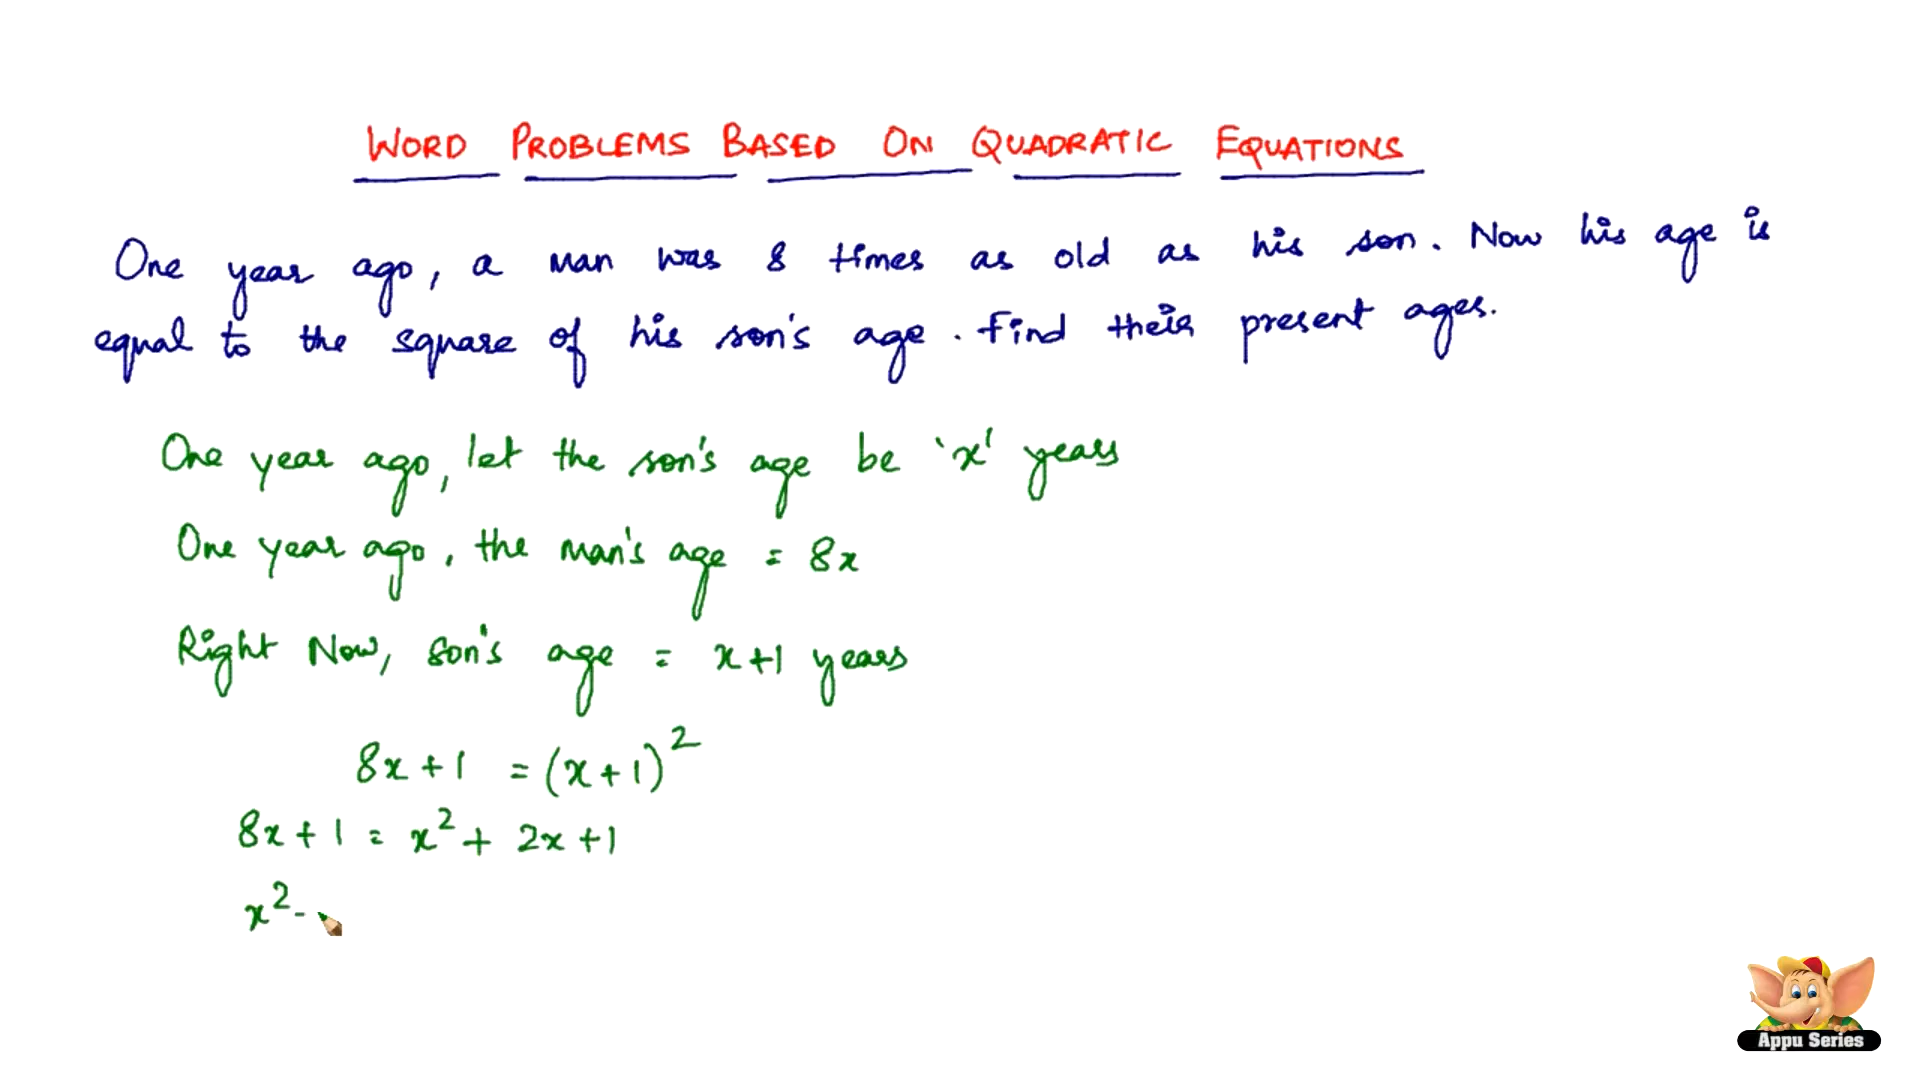 WORD PROBLEMS BASED ON QUADRATIC EQUATIONS
One year ago, a man was 8 times as old as his son. Now his age is
equal to the square of his son's age. Find their present ages.
One year ago, let the son's age be 'x' years
One year ago, the man's age = 8x
Right Now, son's age = x+1 years
8x+1 = (x+1)²
8x+1 = x²+ 2x+1
x²-
Appu Series